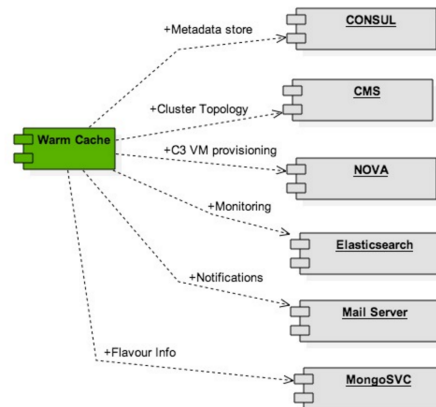 CONSUL
+Metadata store
CMS
+Cluster Topology
Warm Cache
+C3 VM provisioning
NOVA
+Monitoring
Elasticsearch
+Notifications
Mail Server
+Flavour Info
MongoSVC